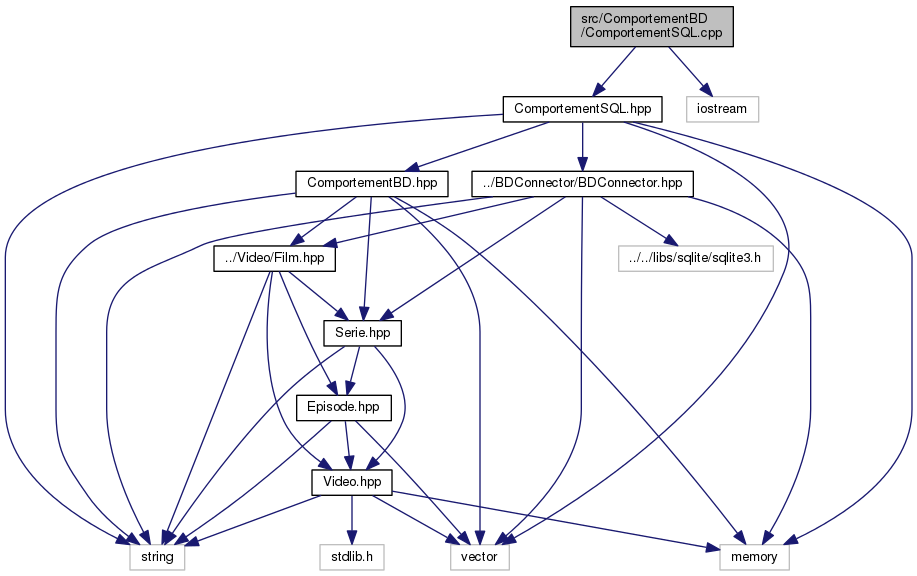 src/ComportementBD
/ComportementSQL.cpp
ComportementSQL.hpp
iostream
ComportementBD.hpp
../BDConnector/BDConnector.hpp
../Video/Film.hpp
../../libs/sqlite/sqlite3.h
Serie.hpp
Episode.hpp
Video.hpp
string
stdlib.h
vector
memory